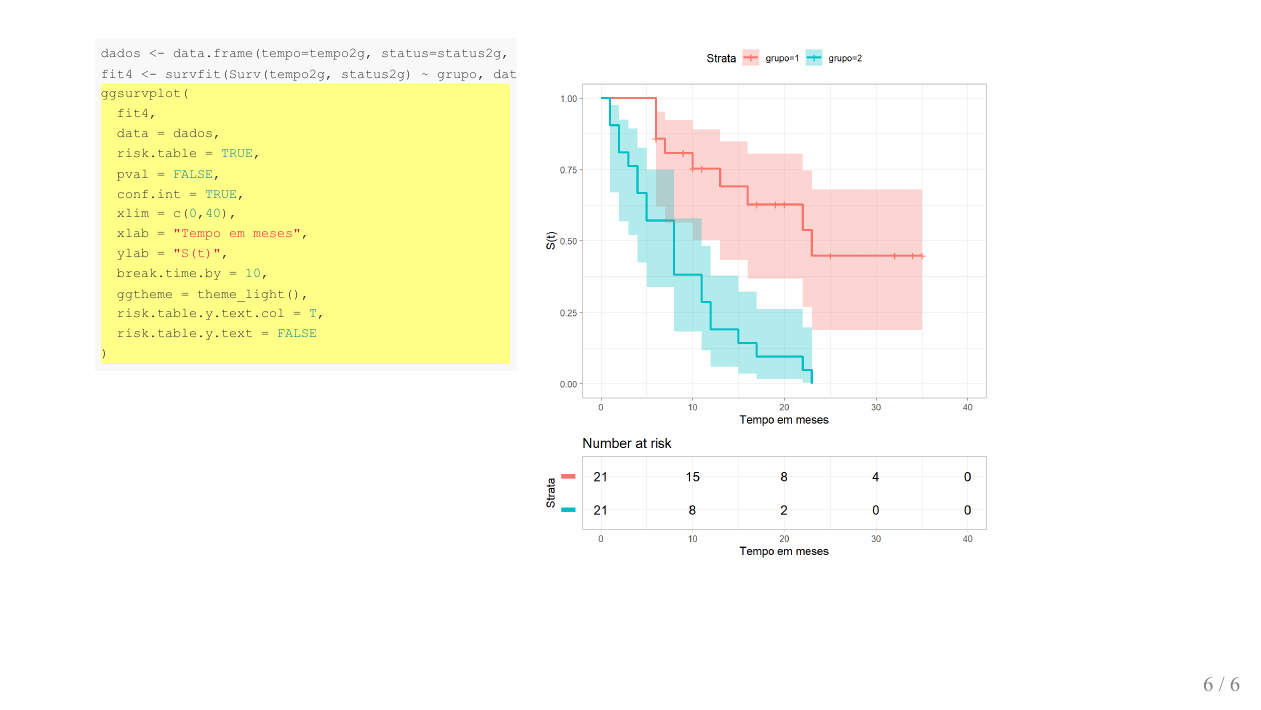 dados <- data.frame(tempo=tempo2g, status=status2g,
fit4 <- survfit(Surv(tempo2g, status2g) ~ grupo, dat
ggsurvplot(
  fit4,
  data = dados,
  risk.table = TRUE,
  pval = FALSE,
  conf.int = TRUE,
  xlim = c(0,40),
  xlab = "Tempo em meses",
  ylab = "S(t)",
  break.time.by = 10,
  ggtheme = theme_light(),
  risk.table.y.text.col = T,
  risk.table.y.text = FALSE
)
Strata grupo=1 grupo=2
1.00
0.75
0.50
0.25
0.00
S(t)
0 10 20 30 40
Tempo em meses
Number at risk
Strata
21 15 8 4 0
21 8 2 0 0
0 10 20 30 40
Tempo em meses
6 / 6